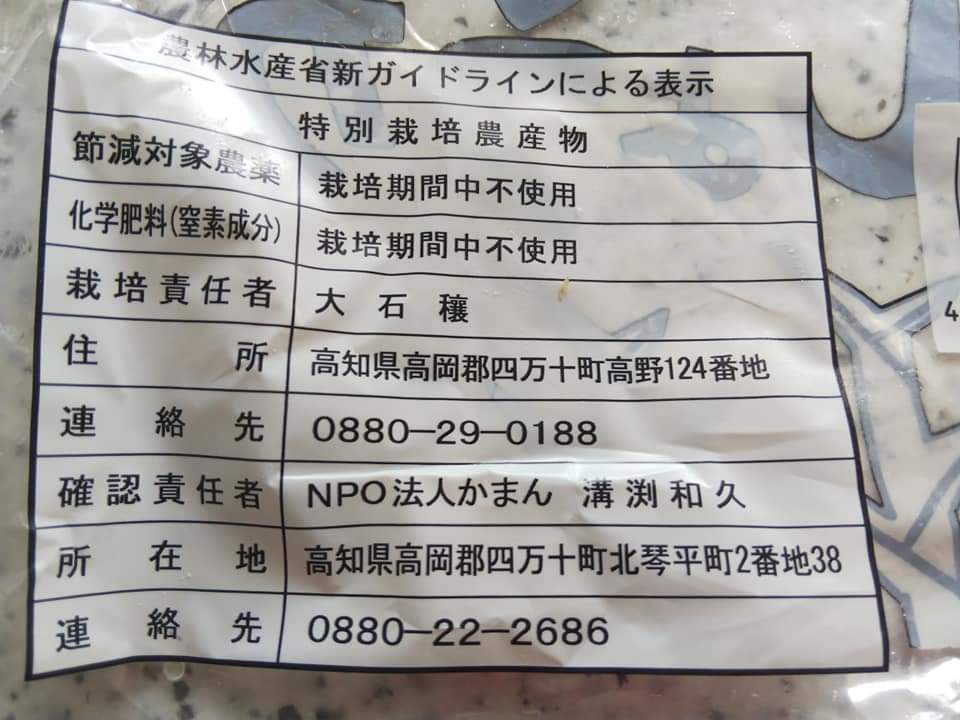 農林水産省新ガイドラインによる表示
特別栽培農産物
節減対象農薬 栽培期間中不使用
化学肥料(窒素成分) 栽培期間中不使用
栽培責任者 大石穰
住所 高知県高岡郡四万十町高野124番地
連絡先 0880-29-0188
確認責任者 NPO法人かまん 溝渕和久
所在地 高知県高岡郡四万十町北琴平町2番地38
連絡先 0880-22-2686
4